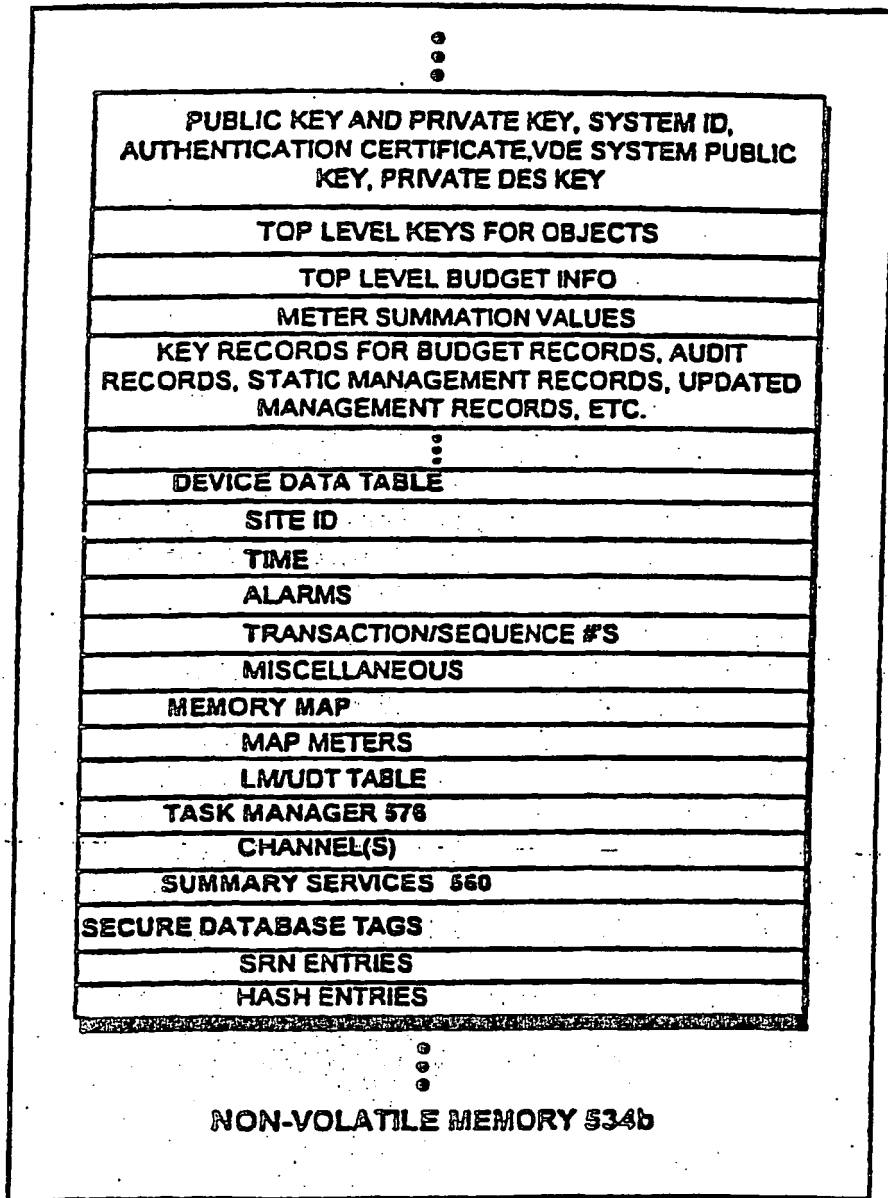 PUBLIC KEY AND PRIVATE KEY, SYSTEM ID,
AUTHENTICATION CERTIFICATE,VDE SYSTEM PUBLIC
KEY, PRIVATE DES KEY
TOP LEVEL KEYS FOR OBJECTS
TOP LEVEL BUDGET INFO
METER SUMMATION VALUES
KEY RECORDS FOR BUDGET RECORDS, AUDIT
RECORDS, STATIC MANAGEMENT RECORDS, UPDATED
MANAGEMENT RECORDS, ETC.
DEVICE DATA TABLE
SITE ID
TIME
ALARMS
TRANSACTION/SEQUENCE #'S
MISCELLANEOUS
MEMORY MAP
MAP METERS
LM/UDT TABLE
TASK MANAGER 576
CHANNEL(S)
SUMMARY SERVICES 560
SECURE DATABASE TAGS
SRN ENTRIES
HASH ENTRIES
NON-VOLATILE MEMORY 534b